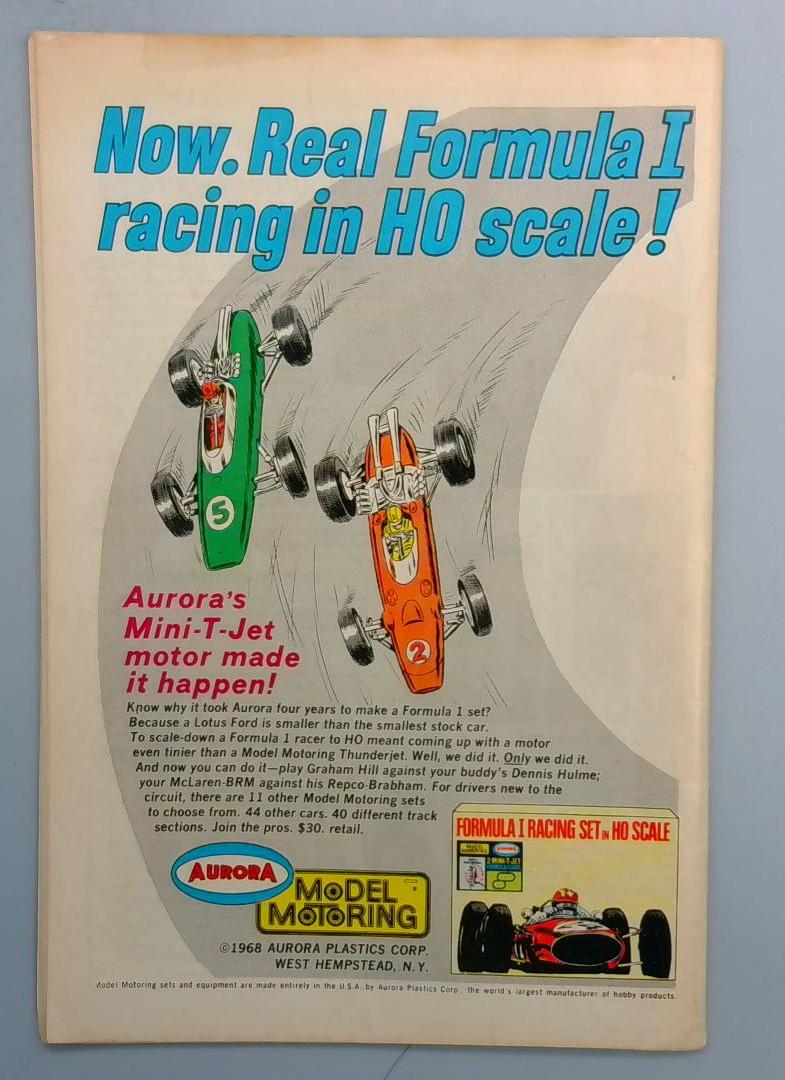 Now. Real Formula I
racing in HO scale!
5
2
Aurora's
Mini-T-Jet
motor made
it happen!
Know why it took Aurora four years to make a Formula 1 set?
Because a Lotus Ford is smaller than the smallest stock car.
To scale-down a Formula 1 racer to HO meant coming up with a motor
even tinier than a Model Motoring Thunderjet. Well, we did it. Only we did it.
And now you can do it—play Graham Hill against your buddy's Dennis Hulme;
your McLaren-BRM against his Repco-Brabham. For drivers new to the
circuit, there are 11 other Model Motoring sets
to choose from. 44 other cars. 40 different track
sections. Join the pros. $30. retail.
FORMULA I RACING SET IN HO SCALE
MODEL MOTORING
AURORA
2 MINI-T-JET
AURORA
MODEL
MOTORING
©1968 AURORA PLASTICS CORP.
WEST HEMPSTEAD, N.Y.
Model Motoring sets and equipment are made entirely in the U.S.A. by Aurora Plastics Corp., the world's largest manufacturer of hobby products.